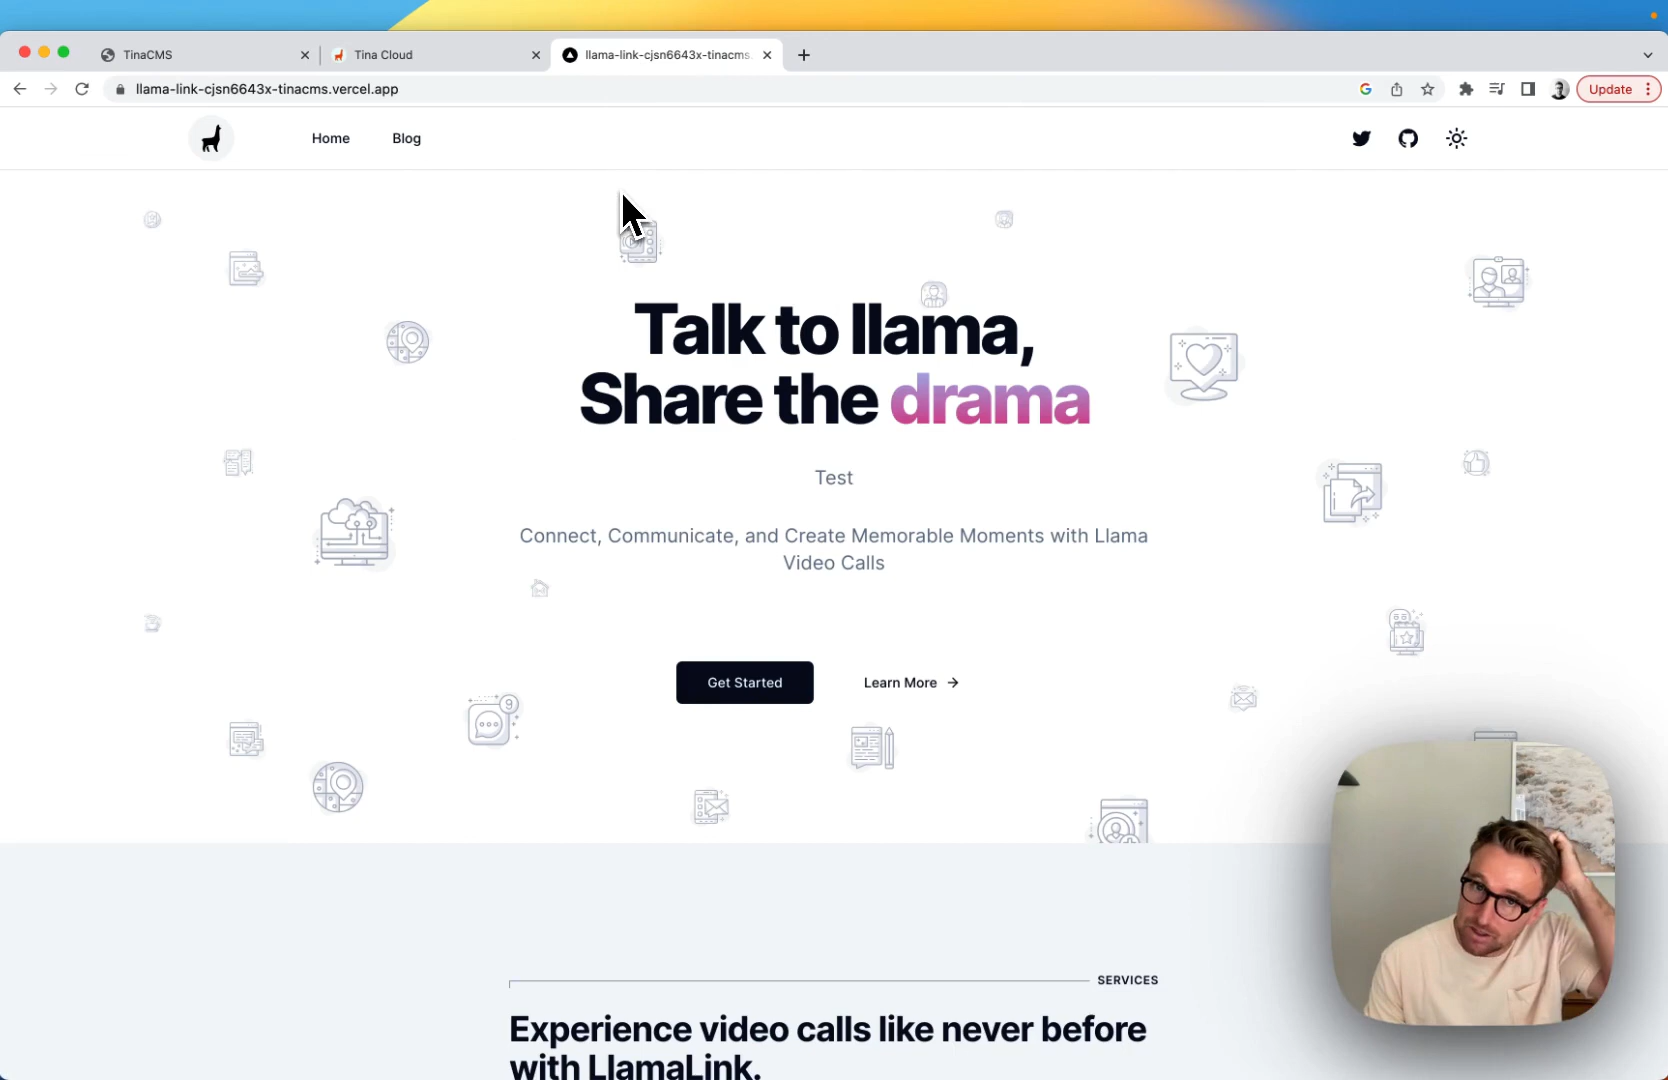 TinaCMS
Tina Cloud
llama-link-cjsn6643x-tinacms.
llama-link-cjsn6643x-tinacms.vercel.app
Update
Home
Blog
Talk to llama,
Share the drama
Test
Connect, Communicate, and Create Memorable Moments with Llama
Video Calls
Get Started
Learn More
9
SERVICES
Experience video calls like never before
with LlamaLink.